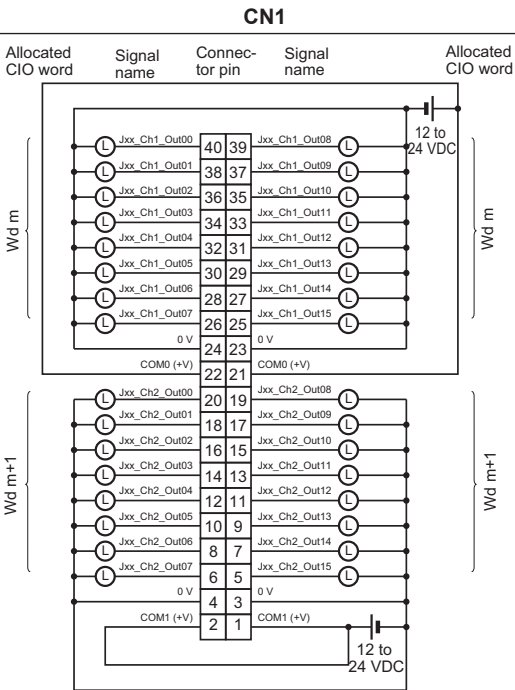 CN1
Allocated CIO word Signal name Connec-tor pin Signal name Allocated CIO word
12 to 24 VDC
Wd m
Wd m
L Jxx_Ch1_Out00 40 39 Jxx_Ch1_Out08 L
L Jxx_Ch1_Out01 38 37 Jxx_Ch1_Out09 L
L Jxx_Ch1_Out02 36 35 Jxx_Ch1_Out10 L
L Jxx_Ch1_Out03 34 33 Jxx_Ch1_Out11 L
L Jxx_Ch1_Out04 32 31 Jxx_Ch1_Out12 L
L Jxx_Ch1_Out05 30 29 Jxx_Ch1_Out13 L
L Jxx_Ch1_Out06 28 27 Jxx_Ch1_Out14 L
L Jxx_Ch1_Out07 26 25 Jxx_Ch1_Out15 L
0 V 24 23 0 V
COM0 (+V) 22 21 COM0 (+V)
Wd m+1
Wd m+1
L Jxx_Ch2_Out00 20 19 Jxx_Ch2_Out08 L
L Jxx_Ch2_Out01 18 17 Jxx_Ch2_Out09 L
L Jxx_Ch2_Out02 16 15 Jxx_Ch2_Out10 L
L Jxx_Ch2_Out03 14 13 Jxx_Ch2_Out11 L
L Jxx_Ch2_Out04 12 11 Jxx_Ch2_Out12 L
L Jxx_Ch2_Out05 10 9 Jxx_Ch2_Out13 L
L Jxx_Ch2_Out06 8 7 Jxx_Ch2_Out14 L
L Jxx_Ch2_Out07 6 5 Jxx_Ch2_Out15 L
0 V 4 3 0 V
COM1 (+V) 2 1 COM1 (+V)
12 to 24 VDC